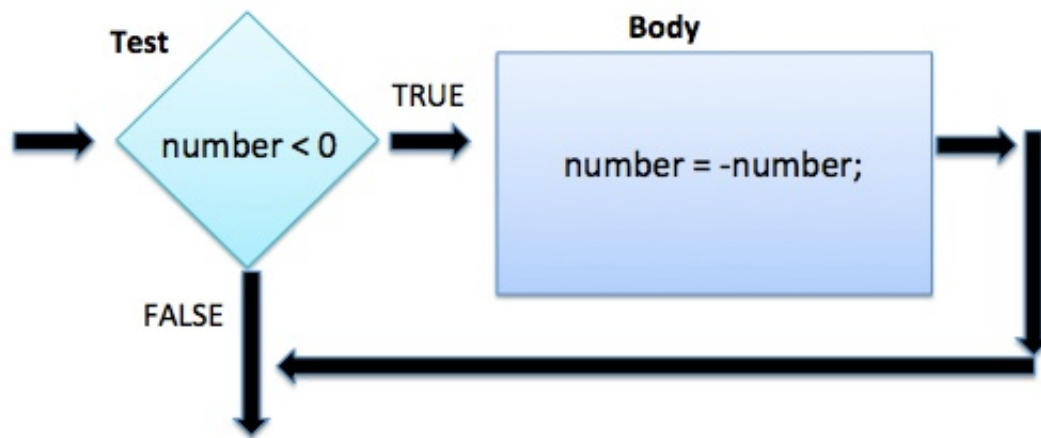 Test
Body
TRUE
number < 0
number = -number;
FALSE